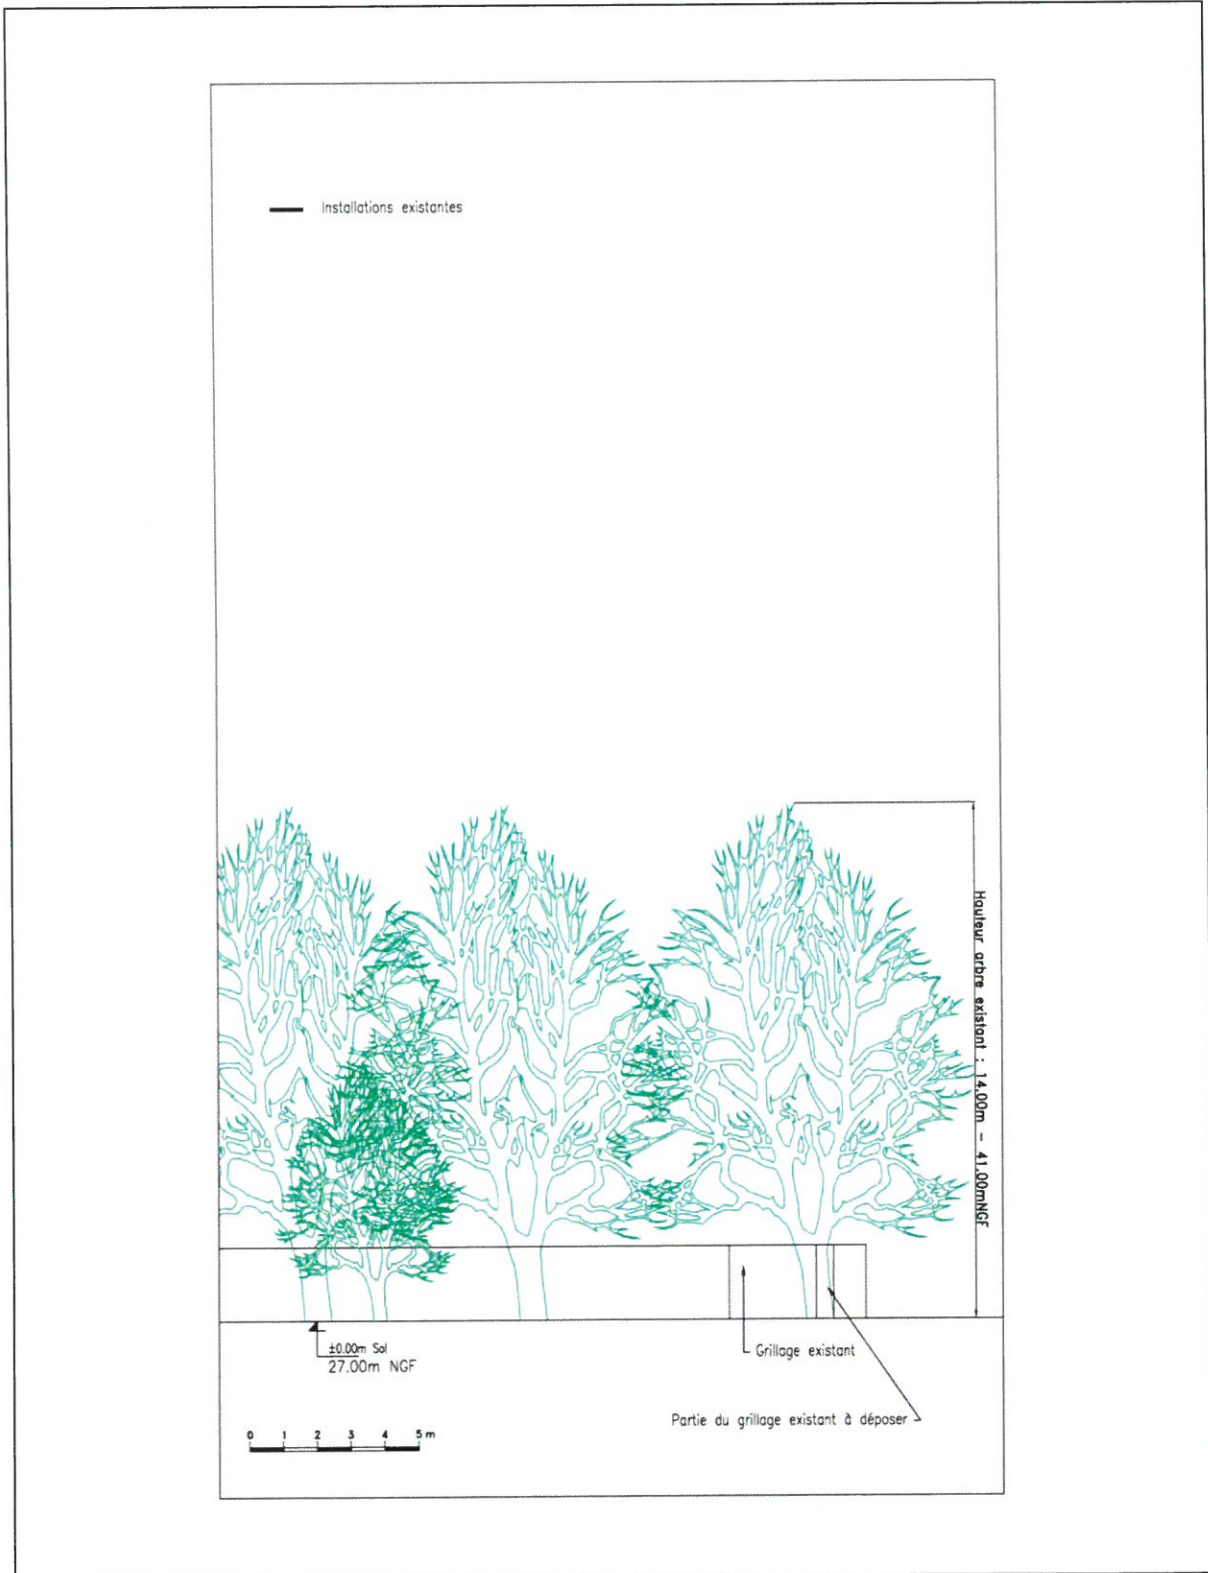 Installations existantes
Hauteur arbre existant : 14,00m - 41,00mNGF
±0.00m Sol
27.00m NGF
Grillage existant
Partie du grillage existant à déposer
0 1 2 3 4 5 m